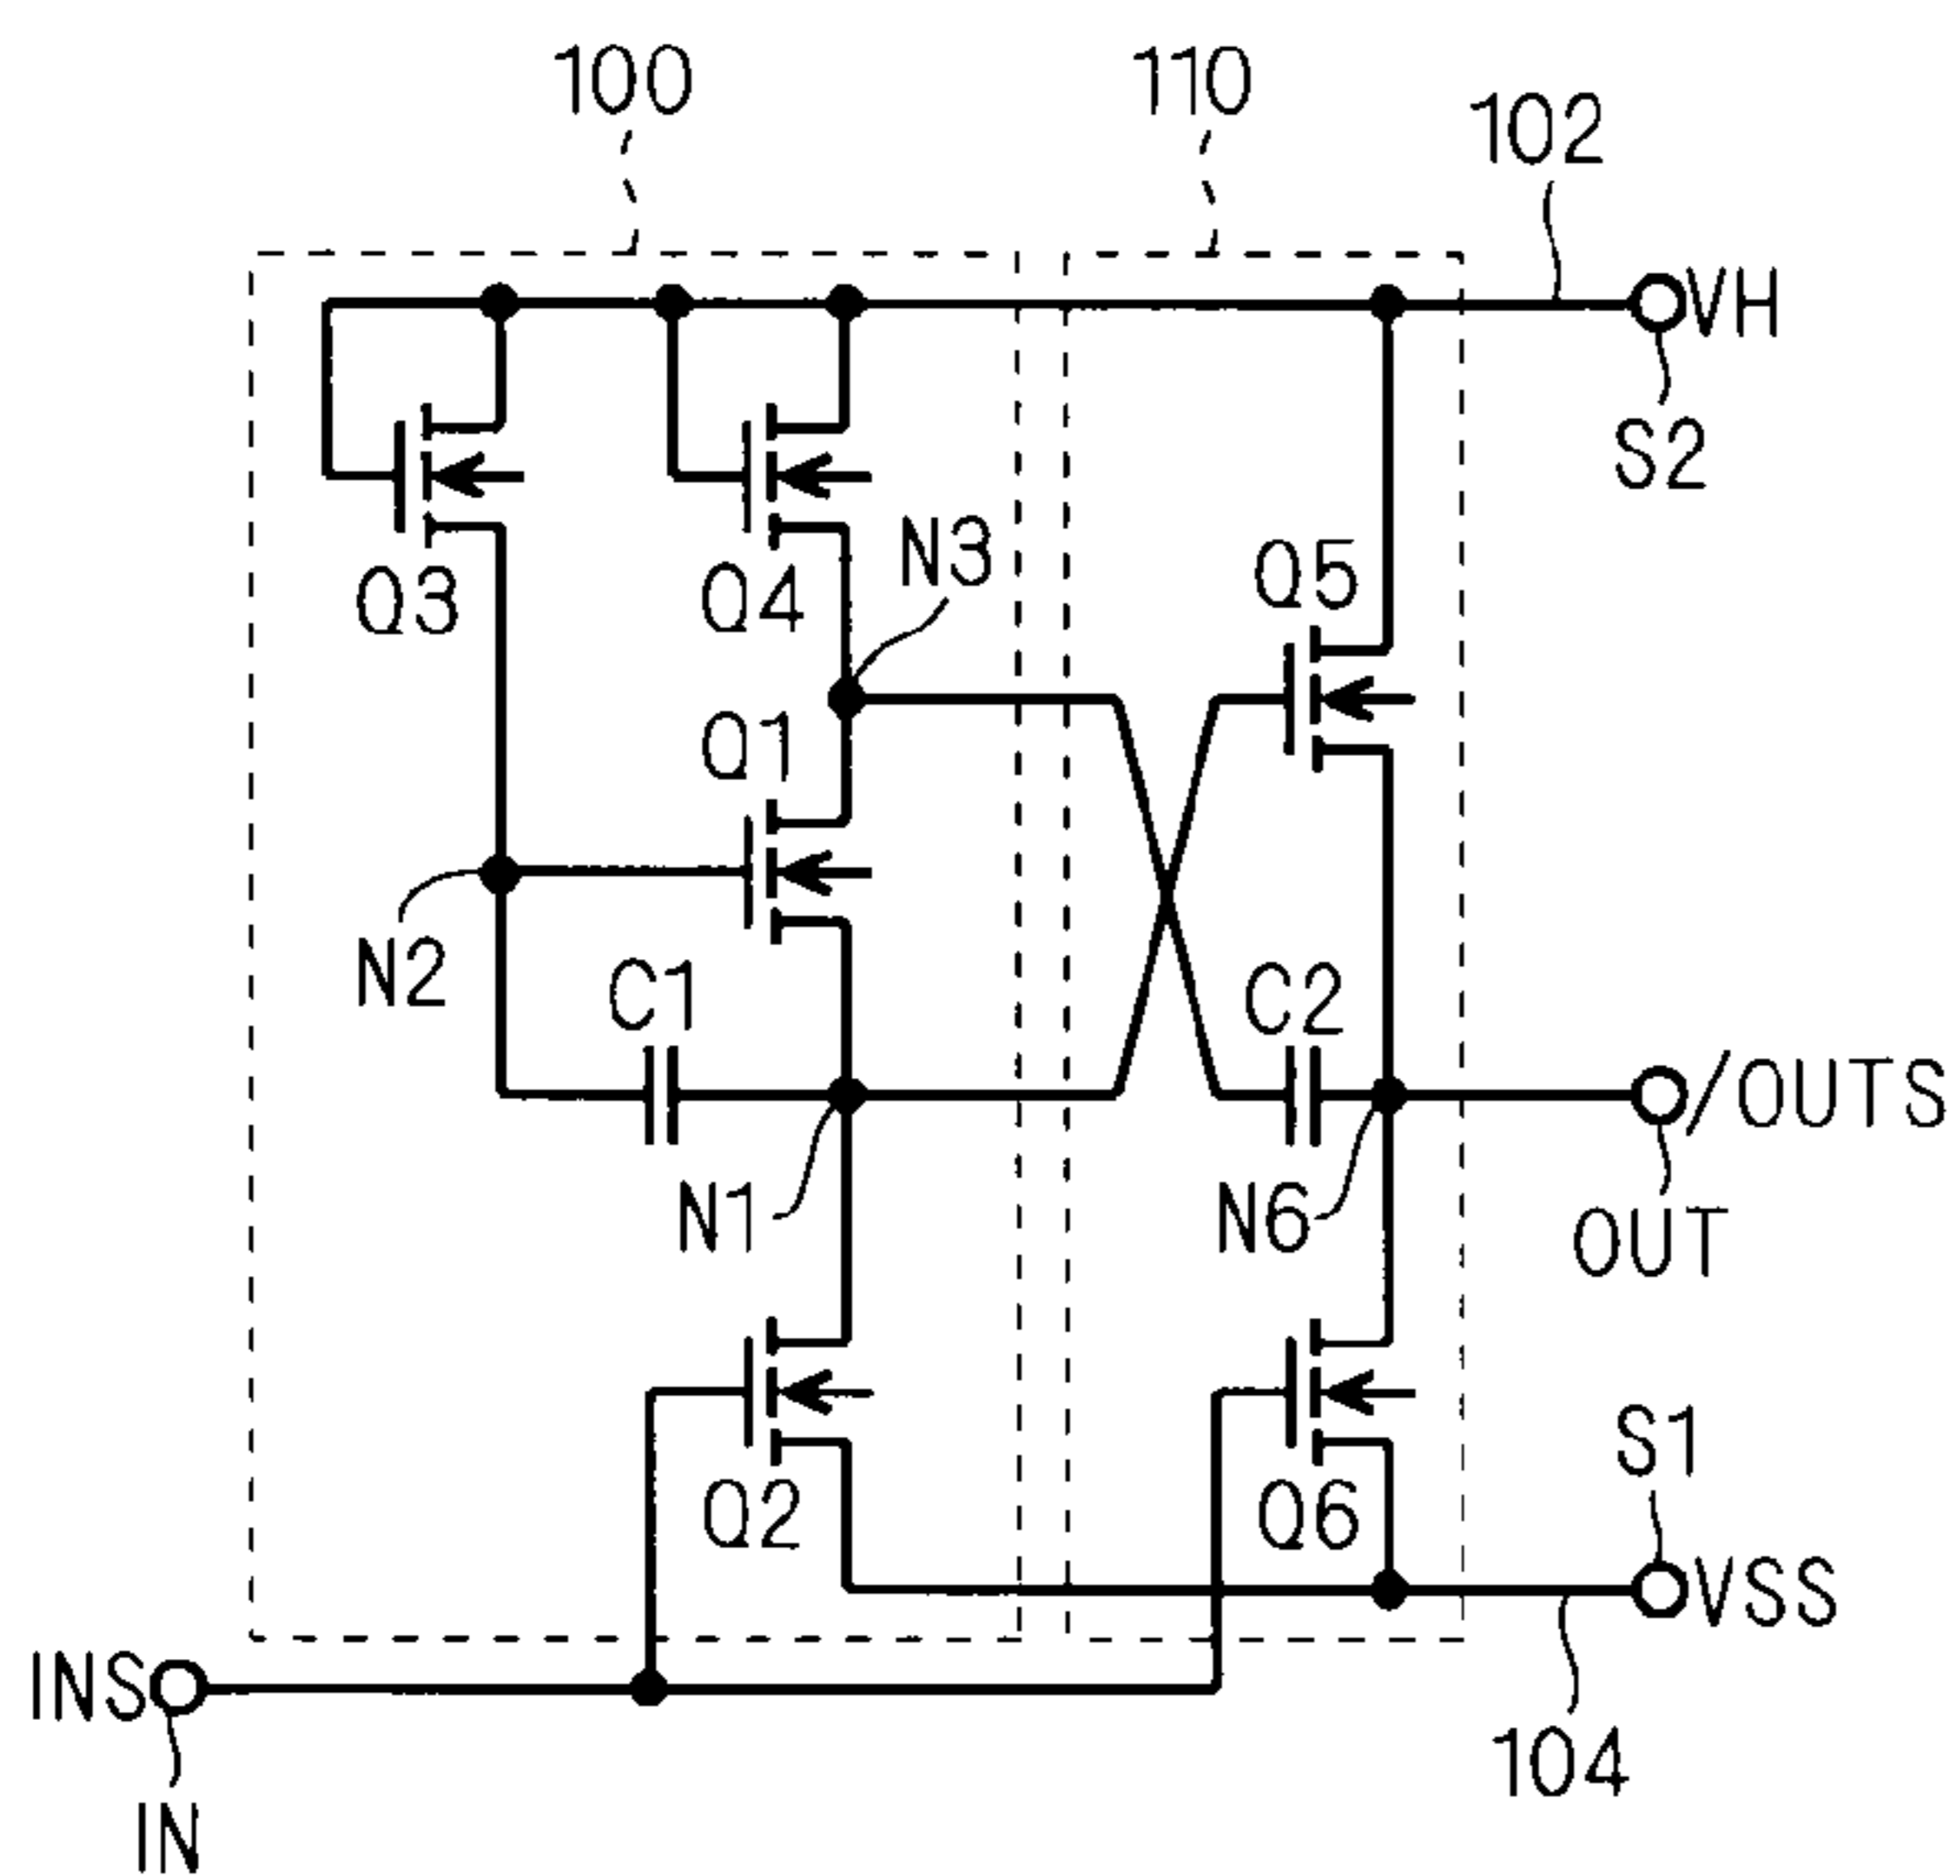 100
110
102
VH
S2
Q3
Q4
N3
Q5
Q1
N2
C1
C2
/OUTS
N1
N6
OUT
S1
Q2
Q6
VSS
INS
104
IN